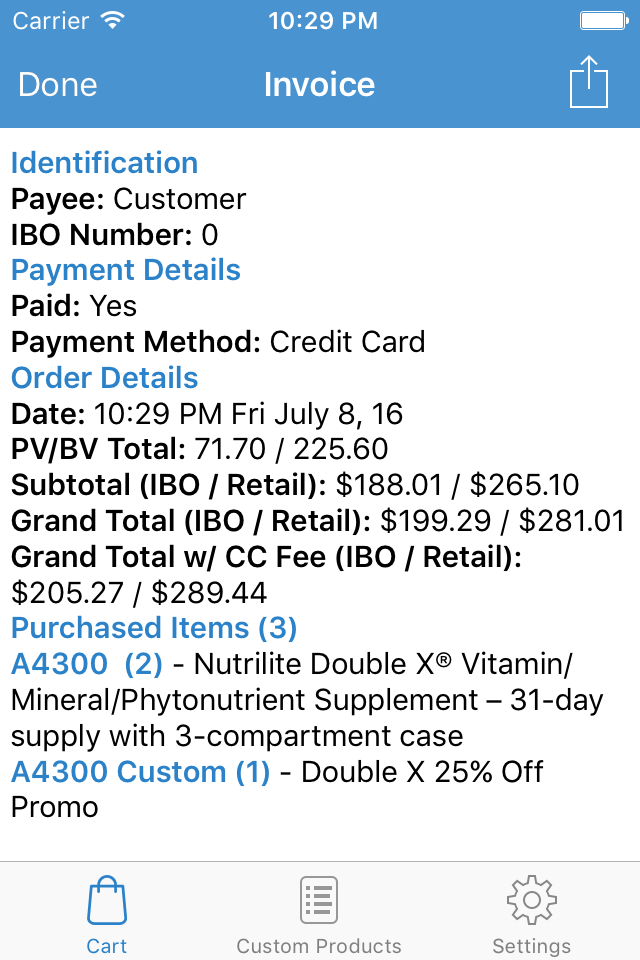 Carrier 10:29 PM
Done Invoice
Identification
Payee: Customer
IBO Number: 0
Payment Details
Paid: Yes
Payment Method: Credit Card
Order Details
Date: 10:29 PM Fri July 8, 16
PV/BV Total: 71.70 / 225.60
Subtotal (IBO / Retail): $188.01 / $265.10
Grand Total (IBO / Retail): $199.29 / $281.01
Grand Total w/ CC Fee (IBO / Retail):
$205.27 / $289.44
Purchased Items (3)
A4300  (2) - Nutrilite Double X® Vitamin/
Mineral/Phytonutrient Supplement – 31-day
supply with 3-compartment case
A4300 Custom (1) - Double X 25% Off
Promo
Cart Custom Products Settings